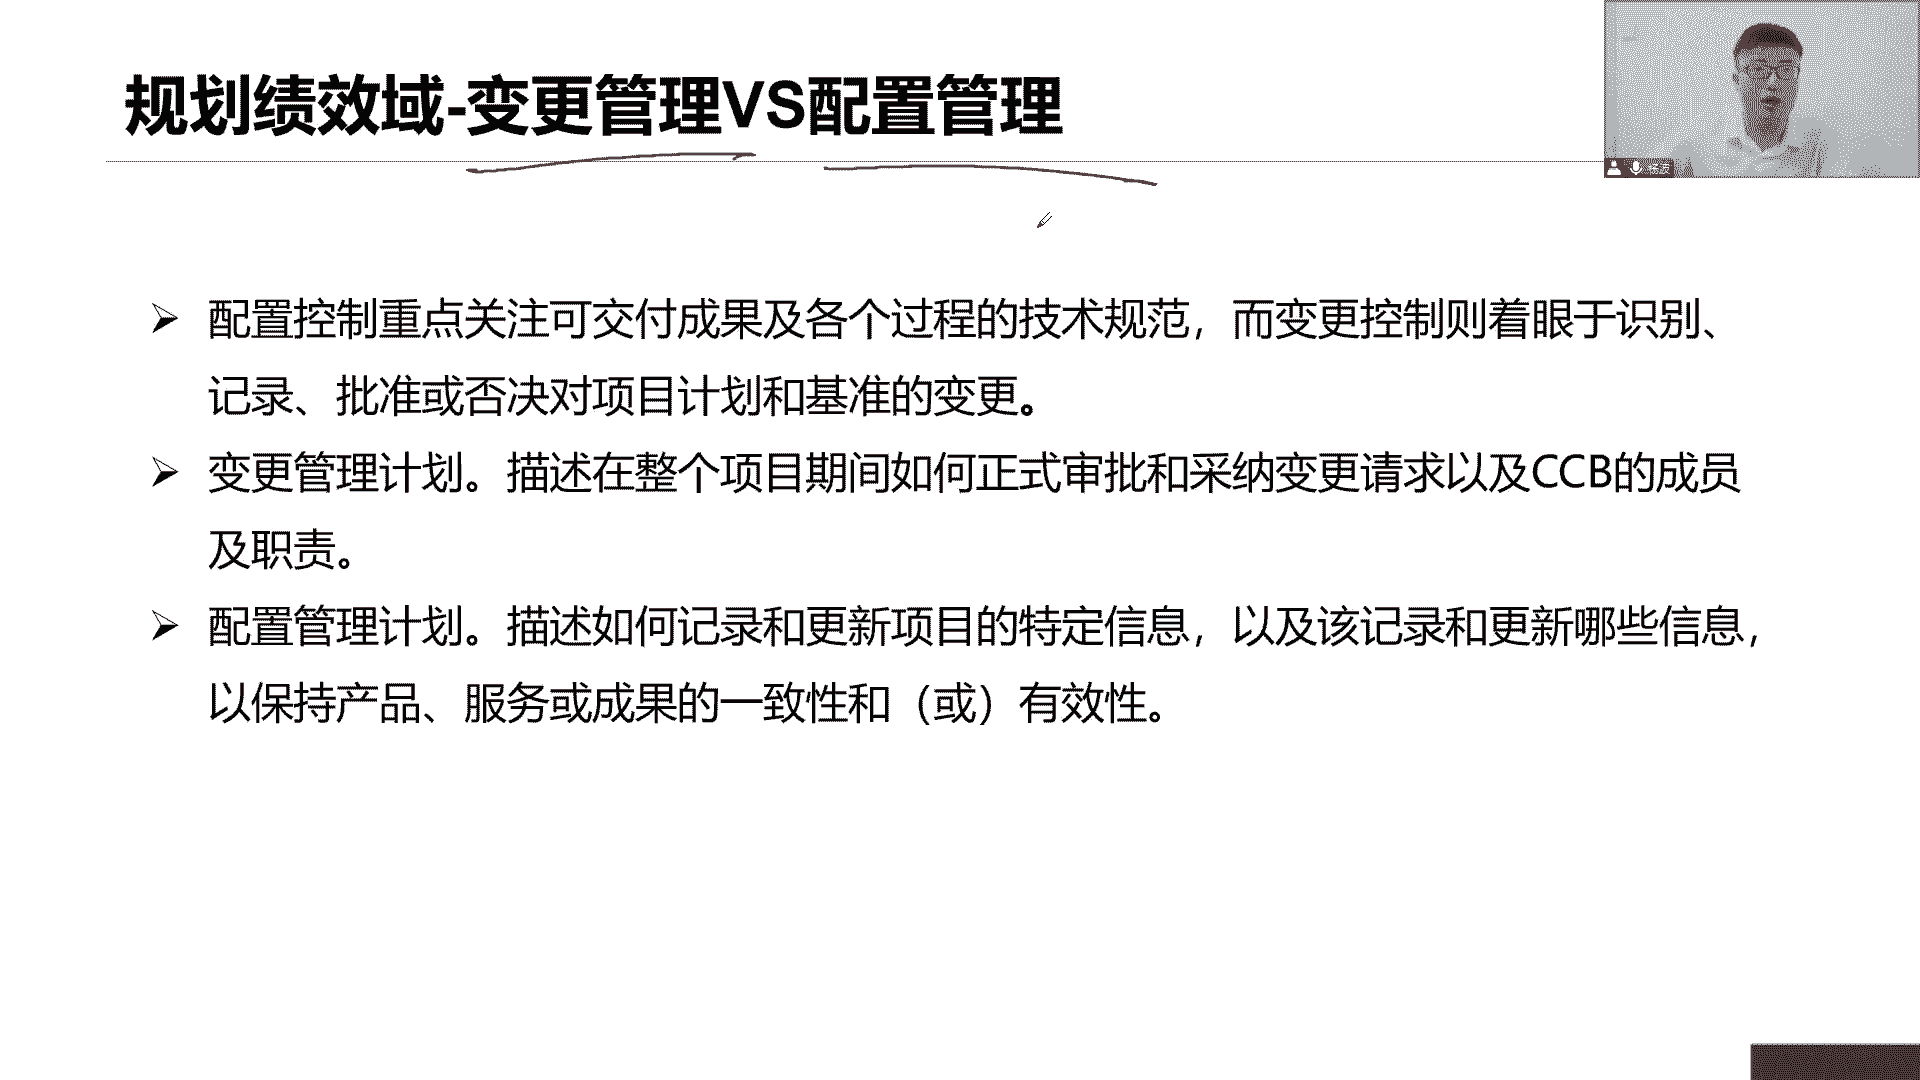 规划绩效域-变更管理VS配置管理
配置控制重点关注可交付成果及各个过程的技术规范，而变更控制则着眼于识别、
记录、批准或否决对项目计划和基准的变更。
变更管理计划。描述在整个项目期间如何正式审批和采纳变更请求以及CCB的成员
及职责。
配置管理计划。描述如何记录和更新项目的特定信息，以及该记录和更新哪些信息，
以保持产品、服务或成果的一致性和（或）有效性。